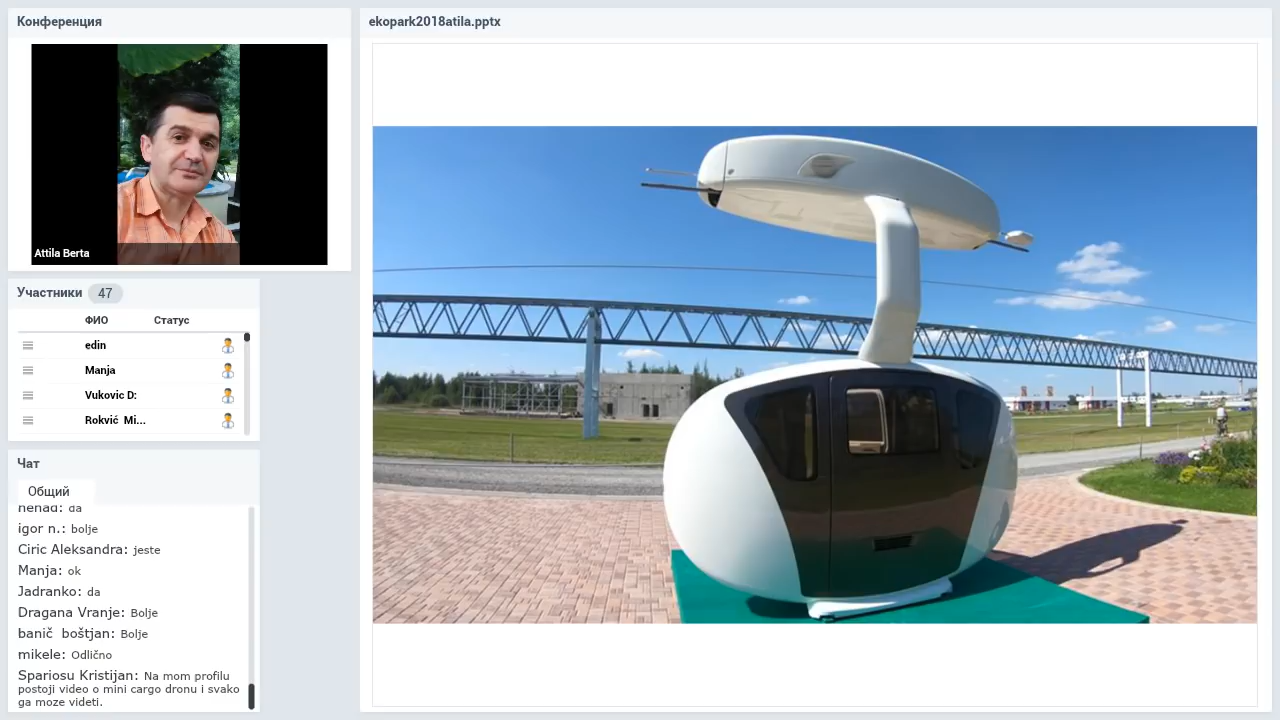 Конференция
Attila Berta
Участники 47
ФИО Статус
edin
Manja
Vukovic D:
Rokvić Mi...
Чат
Общий
nenad: da
igor n.: bolje
Ciric Aleksandra: jeste
Manja: ok
Jadranko: da
Dragana Vranje: Bolje
banič boštjan: Bolje
mikele: Odlično
Spariosu Kristijan: Na mom profilu
postoji video o mini cargo dronu i svako
ga moze videti.
ekopark2018atila.pptx